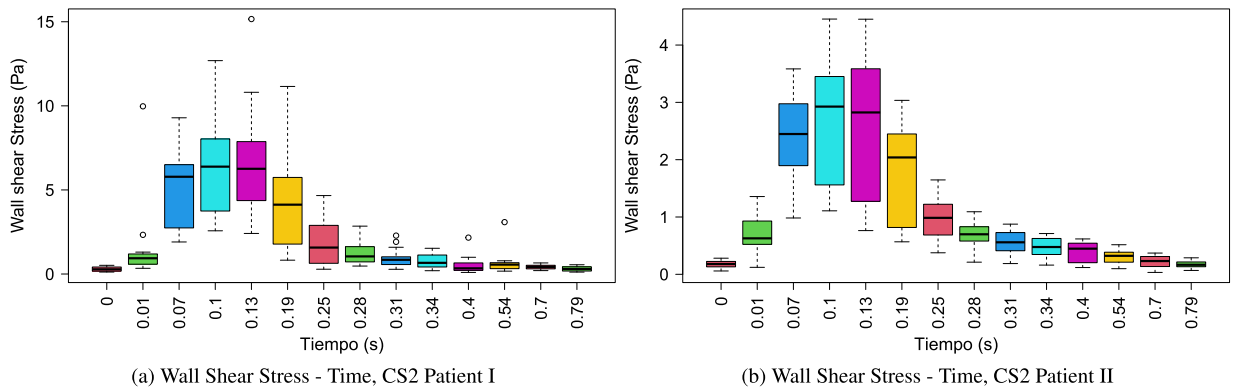 Wall shear Stress (Pa)
15
10
5
0
0 0.01 0.07 0.1 0.13 0.19 0.25 0.28 0.31 0.34 0.4 0.54 0.7 0.79
Tiempo (s)
(a) Wall Shear Stress - Time, CS2 Patient I
Wall shear Stress (Pa)
4
3
2
1
0
0 0.01 0.07 0.1 0.13 0.19 0.25 0.28 0.31 0.34 0.4 0.54 0.7 0.79
Tiempo (s)
(b) Wall Shear Stress - Time, CS2 Patient II